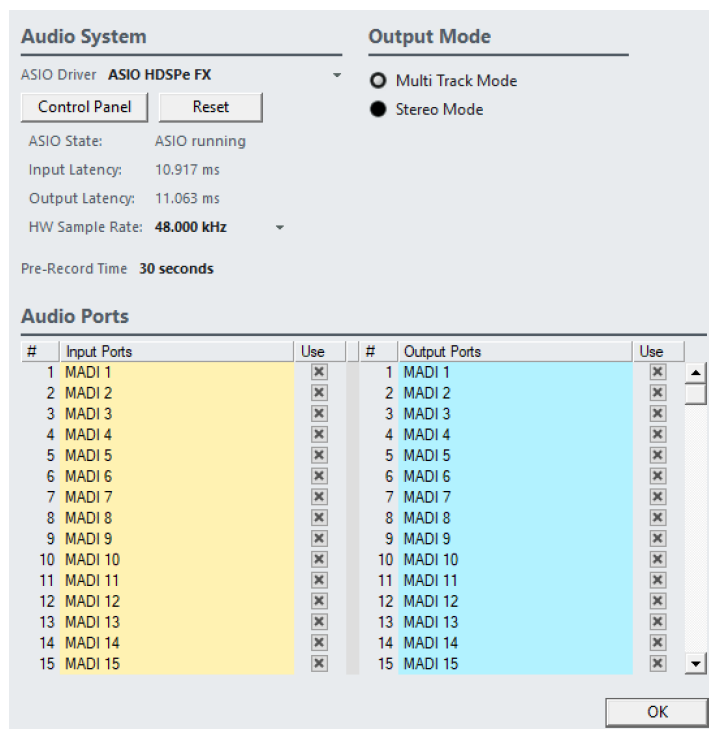 Audio System
ASIO Driver ASIO HDSPe FX
Control Panel Reset
ASIO State: ASIO running
Input Latency: 10.917 ms
Output Latency: 11.063 ms
HW Sample Rate: 48.000 kHz
Pre-Record Time 30 seconds
Output Mode
Multi Track Mode
Stereo Mode
Audio Ports
# Input Ports Use # Output Ports Use
1 MADI 1 1 MADI 1
2 MADI 2 2 MADI 2
3 MADI 3 3 MADI 3
4 MADI 4 4 MADI 4
5 MADI 5 5 MADI 5
6 MADI 6 6 MADI 6
7 MADI 7 7 MADI 7
8 MADI 8 8 MADI 8
9 MADI 9 9 MADI 9
10 MADI 10 10 MADI 10
11 MADI 11 11 MADI 11
12 MADI 12 12 MADI 12
13 MADI 13 13 MADI 13
14 MADI 14 14 MADI 14
15 MADI 15 15 MADI 15
OK